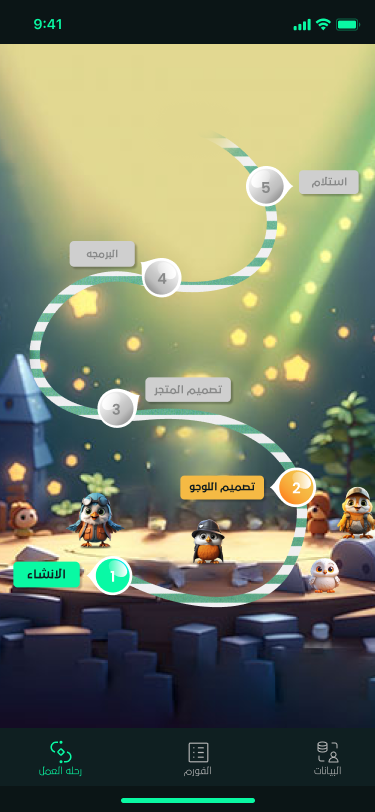 9:41
5
استلام
البرمجه
4
تصميم المتجر
3
تصميم اللوجو
2
الانشاء
1
البيانات
الفورم
رحله العمل